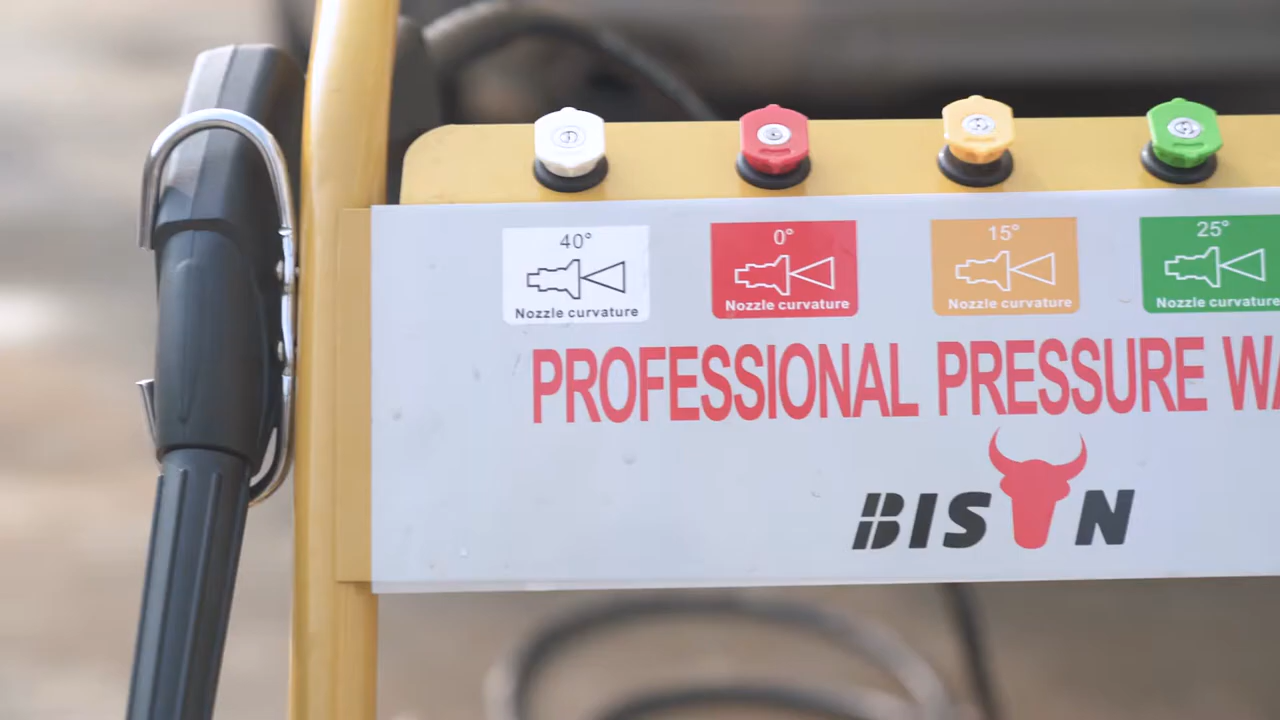 40° 0° 15° 25°
Nozzle curvature Nozzle curvature Nozzle curvature Nozzle curvature
PROFESSIONAL PRESSURE WA
BISON